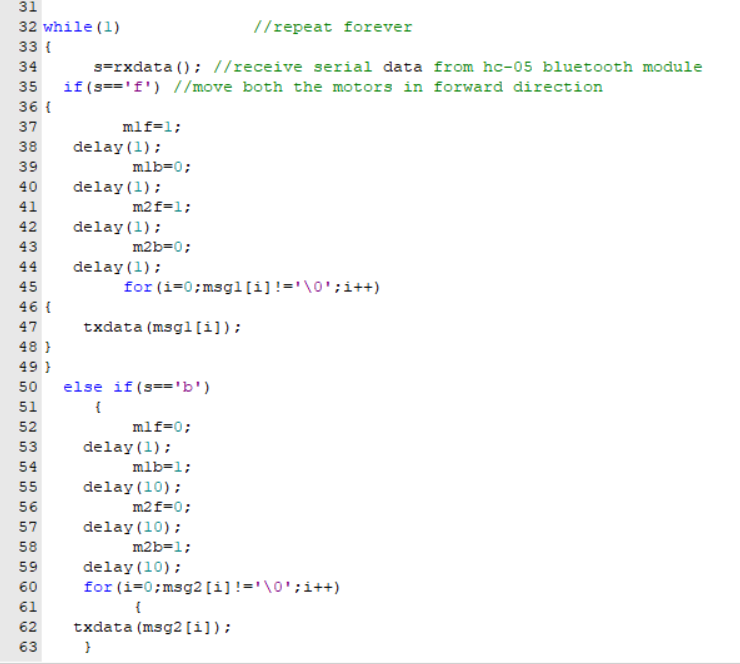 31
32 while(1) //repeat forever
33 {
34 s=rxdata(); //receive serial data from hc-05 bluetooth module
35 if(s=='f') //move both the motors in forward direction
36 {
37 m1f=1;
38 delay(1);
39 m1b=0;
40 delay(1);
41 m2f=1;
42 delay(1);
43 m2b=0;
44 delay(1);
45 for(i=0;msg1[i]!='\0';i++)
46 {
47 txdata(msg1[i]);
48 }
49 }
50 else if(s=='b')
51 {
52 m1f=0;
53 delay(1);
54 m1b=1;
55 delay(10);
56 m2f=0;
57 delay(10);
58 m2b=1;
59 delay(10);
60 for(i=0;msg2[i]!='\0';i++)
61 {
62 txdata(msg2[i]);
63 }